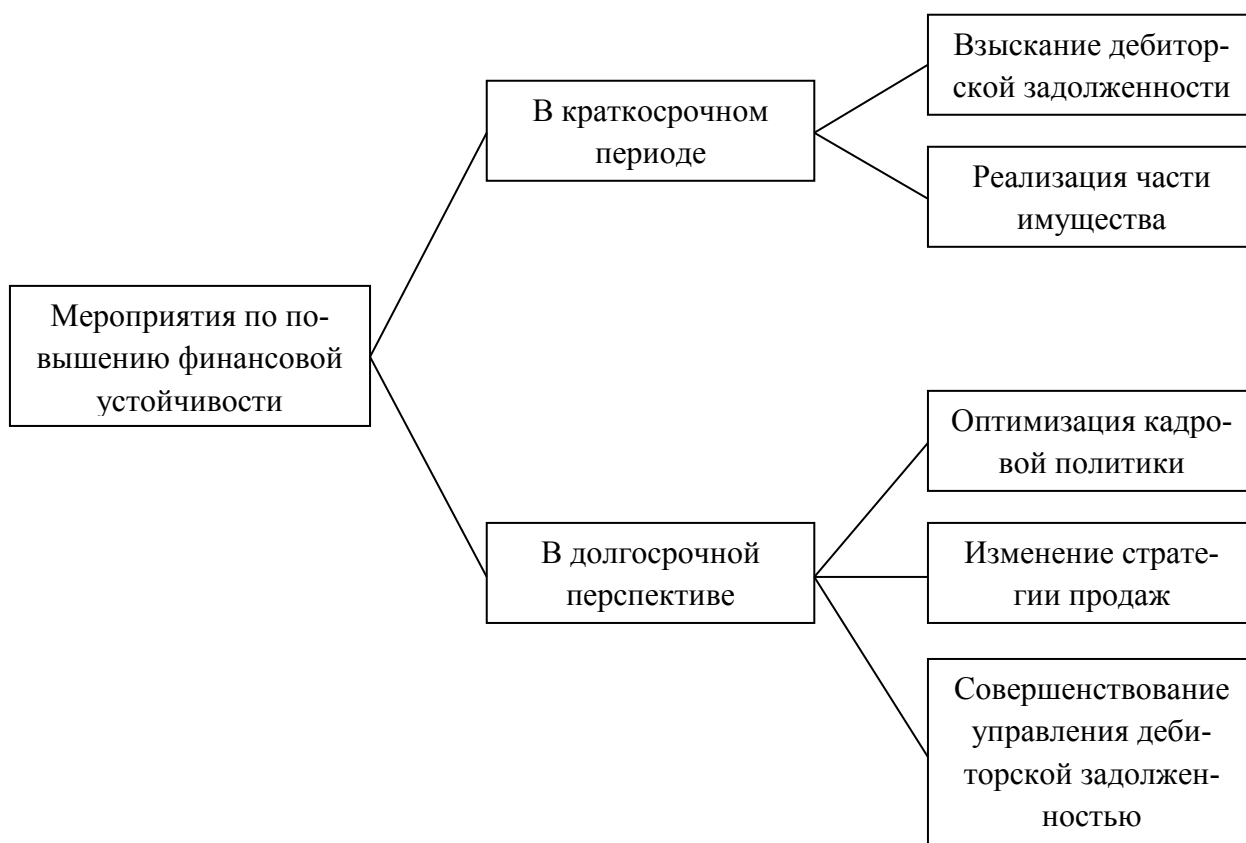 Мероприятия по по-
вышению финансовой
устойчивости
В краткосрочном
периоде
Взыскание дебитор-
ской задолженности
Реализация части
имущества
В долгосрочной
перспективе
Оптимизация кадро-
вой политики
Изменение страте-
гии продаж
Совершенствование
управления деби-
торской задолжен-
ностью